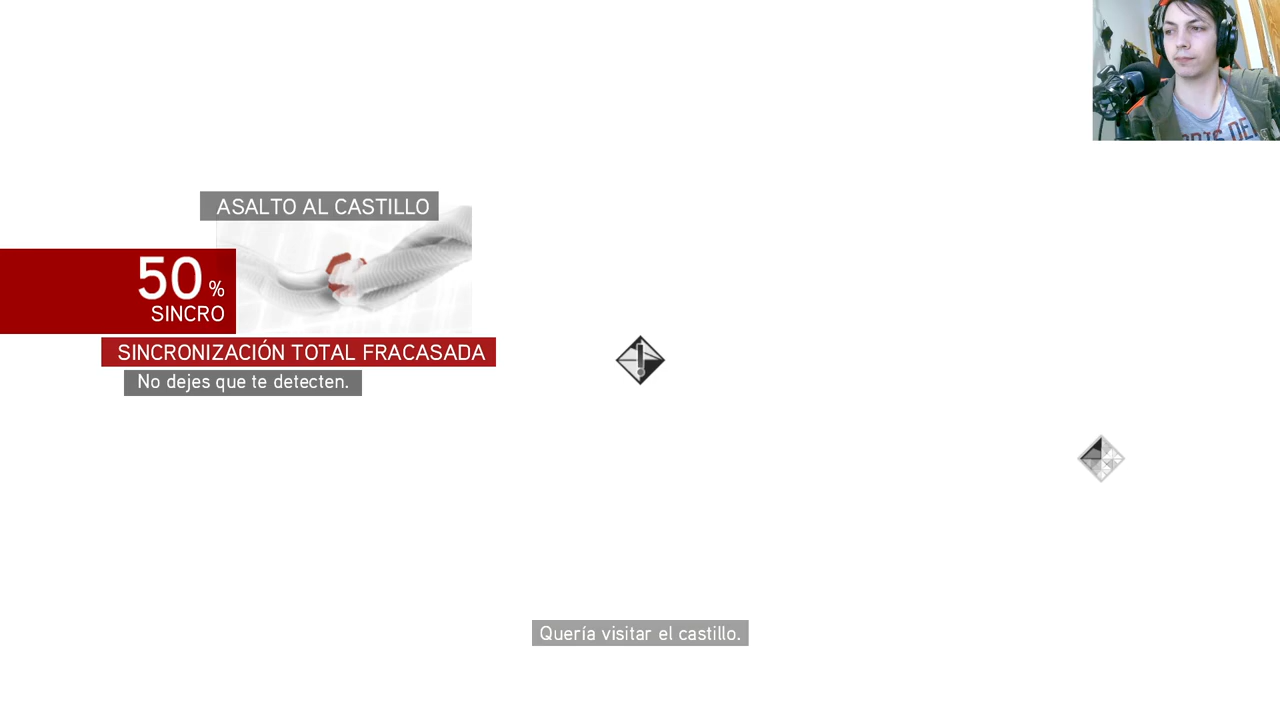 ASALTO AL CASTILLO
50 %
SINCRO
SINCRONIZACIÓN TOTAL FRACASADA
No dejes que te detecten.
Quería visitar el castillo.